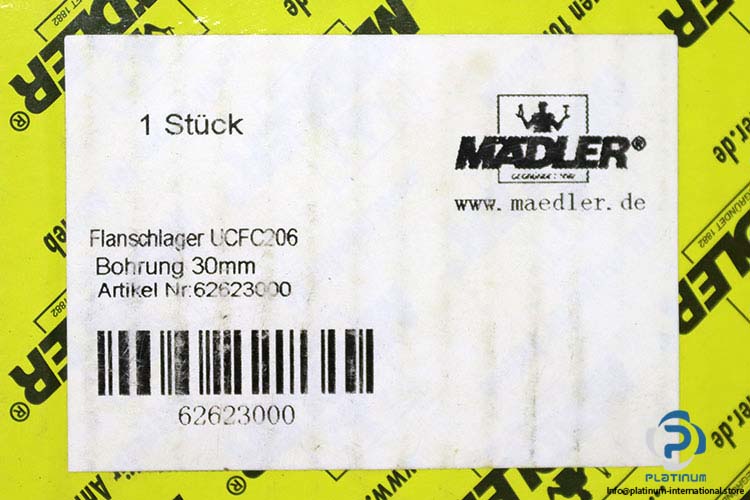 1 Stück
MÄDLER®
www.maedler.de
Flanschlager UCFC206
Bohrung 30mm
Artikel Nr:62623000
62623000
PLATINUM
info@platinum-international.store